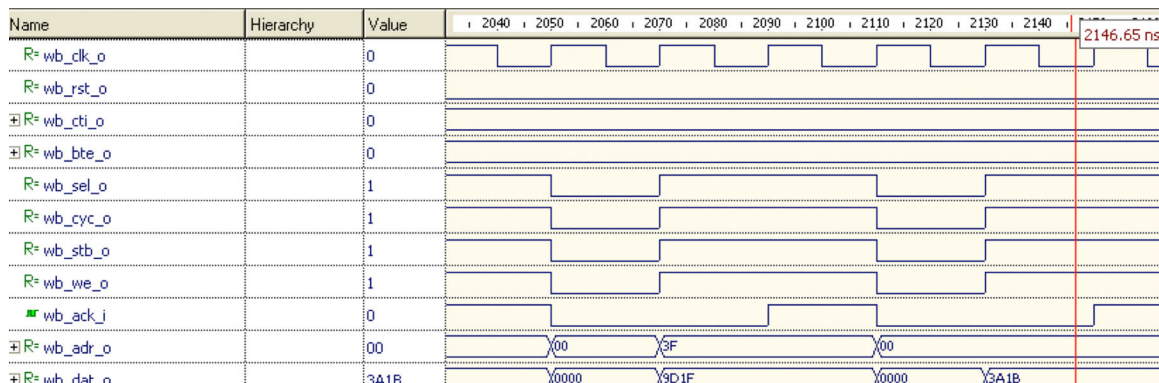 Name Hierarchy Value 2040 2050 2060 2070 2080 2090 2100 2110 2120 2130 2140
2146.65 ns
R= wb_clk_o 0
R= wb_rst_o 0
R= wb_cti_o 0
R= wb_bte_o 0
R= wb_sel_o 1
R= wb_cyc_o 1
R= wb_stb_o 1
R= wb_we_o 1
wb_ack_i 0
R= wb_adr_o 00 00 3F 00
R= wb_dat_o 3A1B 0000 9D1F 0000 3A1B